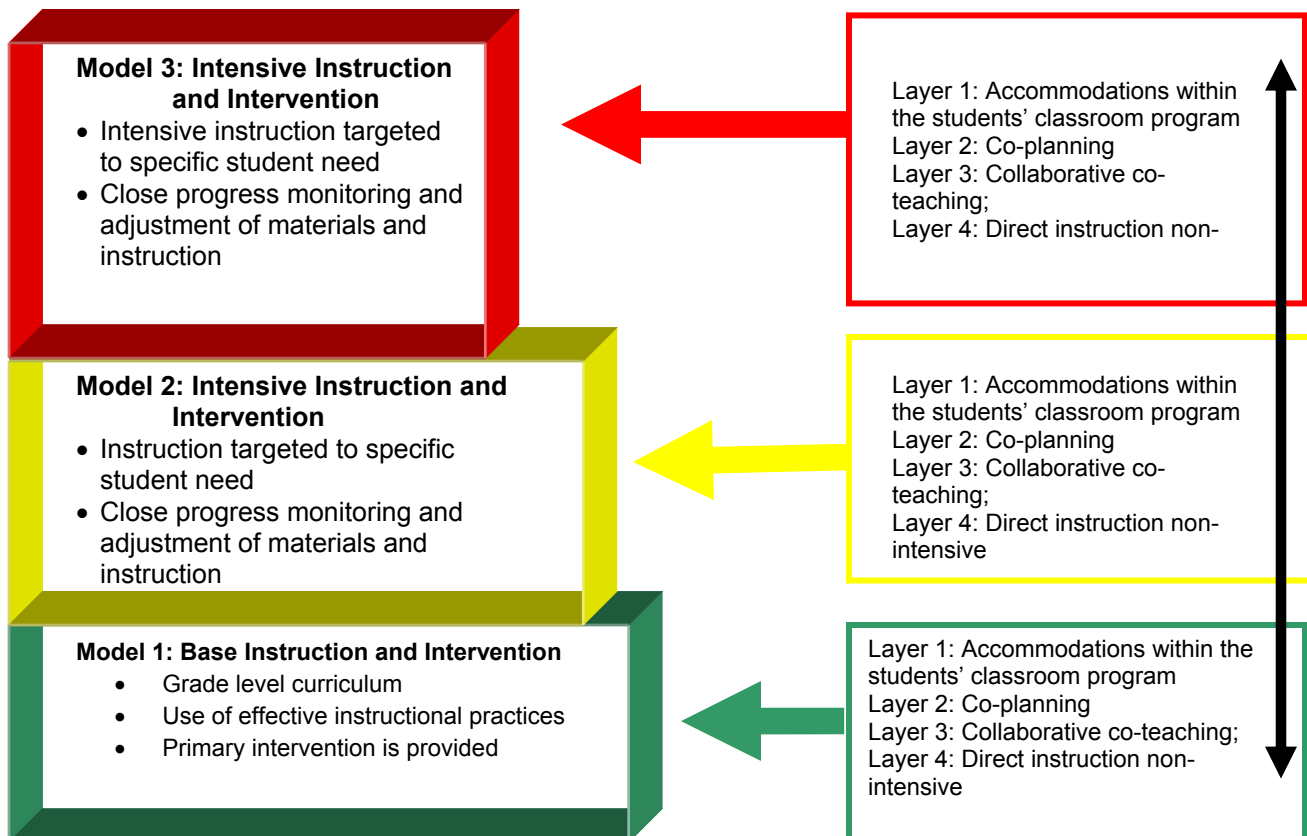 Model 3: Intensive Instruction
and Intervention
• Intensive instruction targeted
to specific student need
• Close progress monitoring and
adjustment of materials and
instruction
Layer 1: Accommodations within
the students’ classroom program
Layer 2: Co-planning
Layer 3: Collaborative co-
teaching;
Layer 4: Direct instruction non-
Model 2: Intensive Instruction and
Intervention
• Instruction targeted to specific
student need
• Close progress monitoring and
adjustment of materials and
instruction
Layer 1: Accommodations within
the students’ classroom program
Layer 2: Co-planning
Layer 3: Collaborative co-
teaching;
Layer 4: Direct instruction non-
intensive
Model 1: Base Instruction and Intervention
• Grade level curriculum
• Use of effective instructional practices
• Primary intervention is provided
Layer 1: Accommodations within the
students’ classroom program
Layer 2: Co-planning
Layer 3: Collaborative co-teaching;
Layer 4: Direct instruction non-
intensive